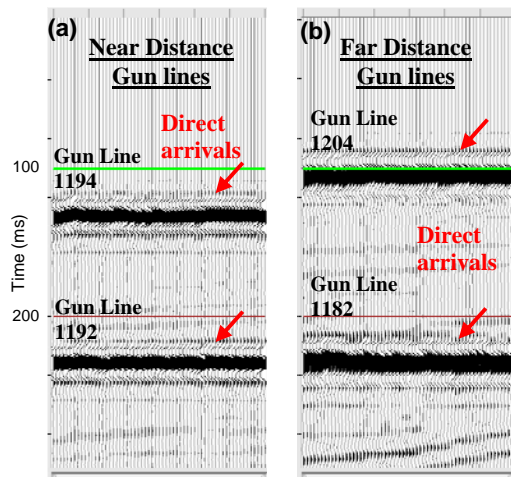 (a)
Near Distance
Gun lines
Direct
arrivals
Gun Line
1194
Gun Line
1192
100
200
Time (ms)
(b)
Far Distance
Gun lines
Gun Line
1204
Direct
arrivals
Gun Line
1182